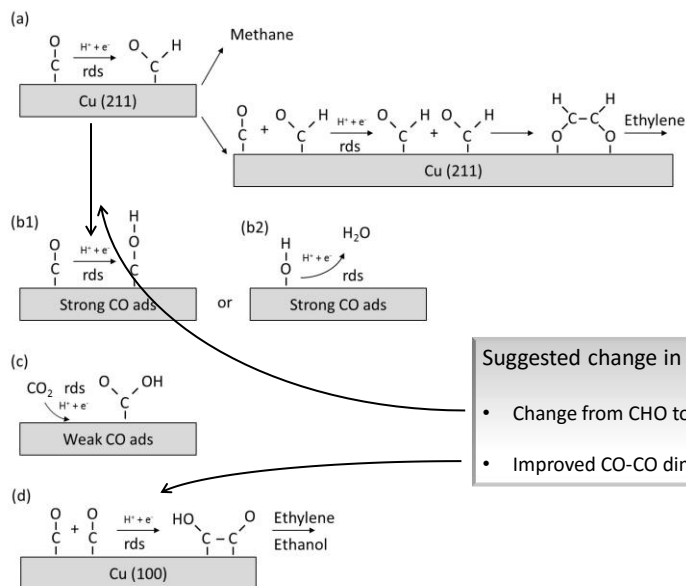 (a)
O H
O H⁺ + e⁻
C rds C
Cu (211)
Methane
O O H H⁺ + e⁻ O H O H H H Ethylene
C + C rds C + C C – C
O O
Cu (211)
(b1)
H
O O
C H⁺ + e⁻ C
rds
Strong CO ads
or
(b2)
H H₂O
O H⁺ + e⁻
rds
Strong CO ads
(c)
CO₂ rds O OH
H⁺ + e⁻ C
Weak CO ads
Suggested change in
• Change from CHO to
• Improved CO-CO
(d)
O O H⁺ + e⁻ HO O Ethylene
C + C rds C – C Ethanol
Cu (100)